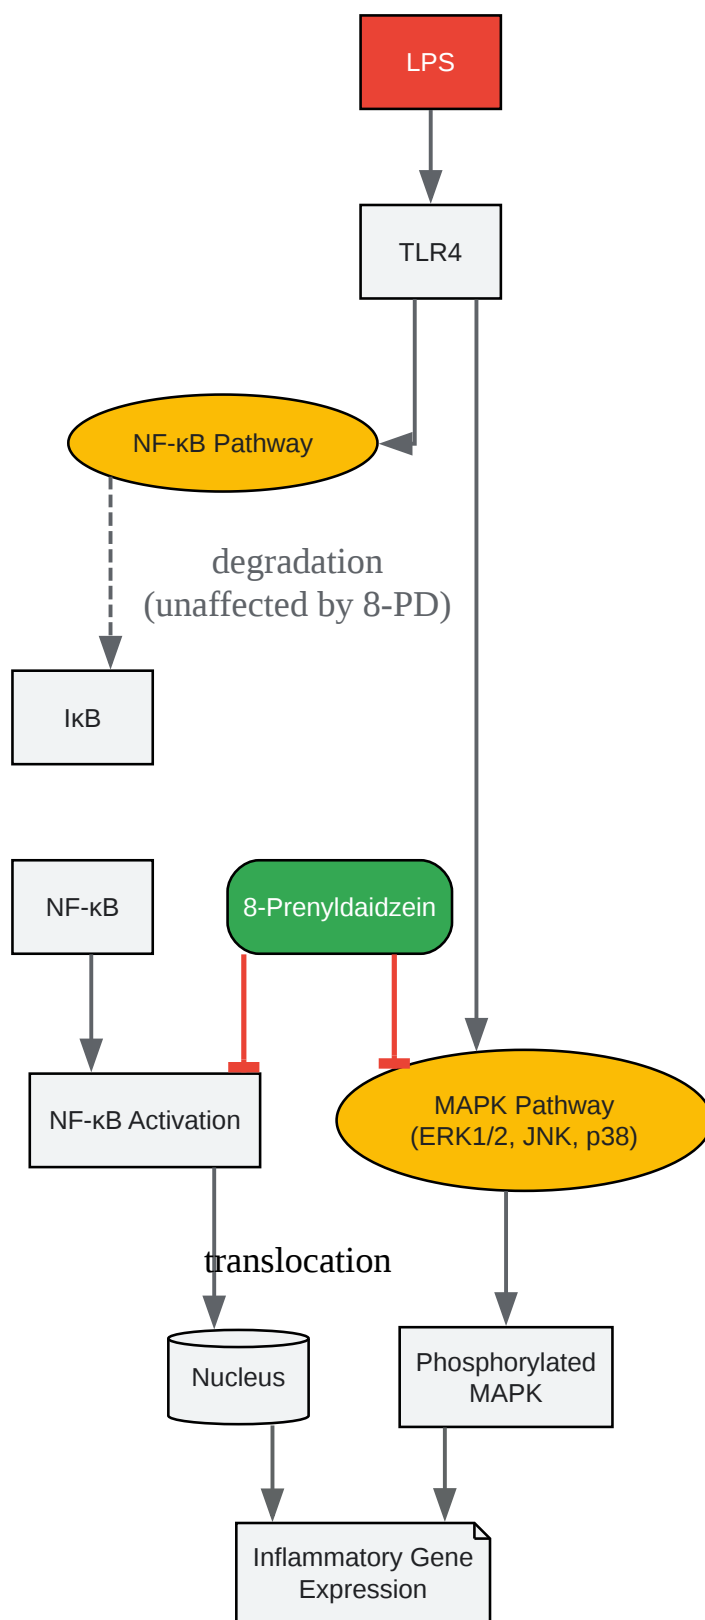 LPS
TLR4
NF-κB Pathway
degradation
(unaffected by 8-PD)
IκB
NF-κB
8-Prenyldaidzein
NF-κB Activation
MAPK Pathway
(ERK1/2, JNK, p38)
translocation
Nucleus
Phosphorylated
MAPK
Inflammatory Gene
Expression